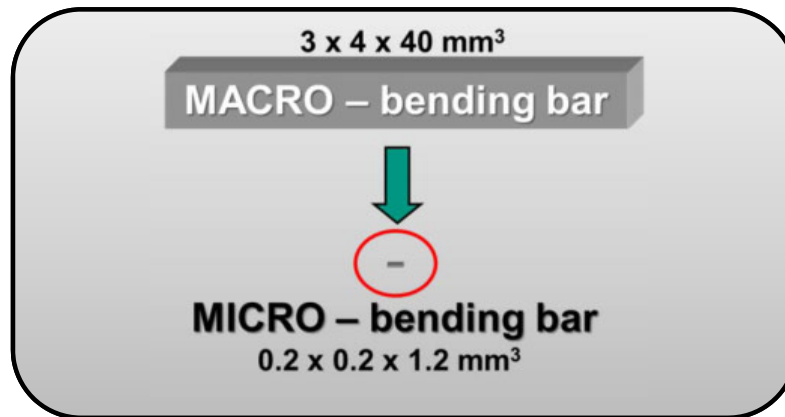 3 x 4 x 40 mm³
MACRO – bending bar
MICRO – bending bar
0.2 x 0.2 x 1.2 mm³